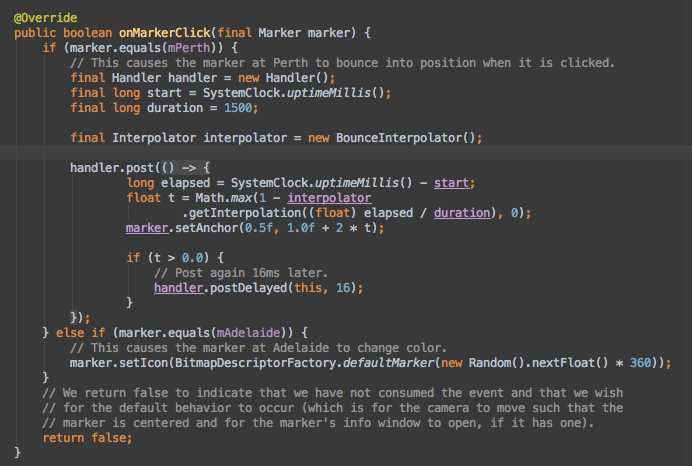 @Override
public boolean onMarkerClick(final Marker marker) {
    if (marker.equals(mPerth)) {
        // This causes the marker at Perth to bounce into position when it is clicked.
        final Handler handler = new Handler();
        final long start = SystemClock.uptimeMillis();
        final long duration = 1500;

        final Interpolator interpolator = new BounceInterpolator();

        handler.post(() -> {
                long elapsed = SystemClock.uptimeMillis() - start;
                float t = Math.max(1 - interpolator
                        .getInterpolation((float) elapsed / duration), 0);
                marker.setAnchor(0.5f, 1.0f + 2 * t);

                if (t > 0.0) {
                    // Post again 16ms later.
                    handler.postDelayed(this, 16);
                }
        });
    } else if (marker.equals(mAdelaide)) {
        // This causes the marker at Adelaide to change color.
        marker.setIcon(BitmapDescriptorFactory.defaultMarker(new Random().nextFloat() * 360));
    }
    // We return false to indicate that we have not consumed the event and that we wish
    // for the default behavior to occur (which is for the camera to move such that the
    // marker is centered and for the marker's info window to open, if it has one).
    return false;
}